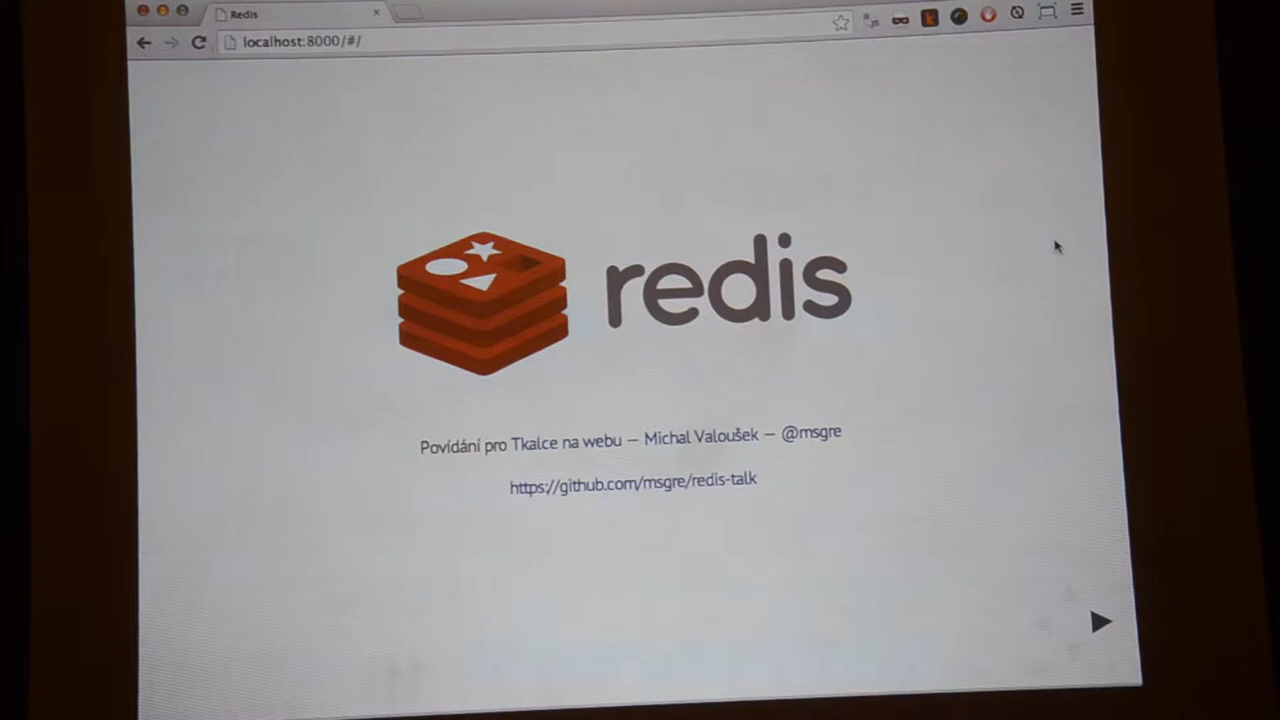 Redis
localhost:8000/#/
redis
Povídání pro Tkalce na webu – Michal Valoušek – @msgre
https://github.com/msgre/redis-talk